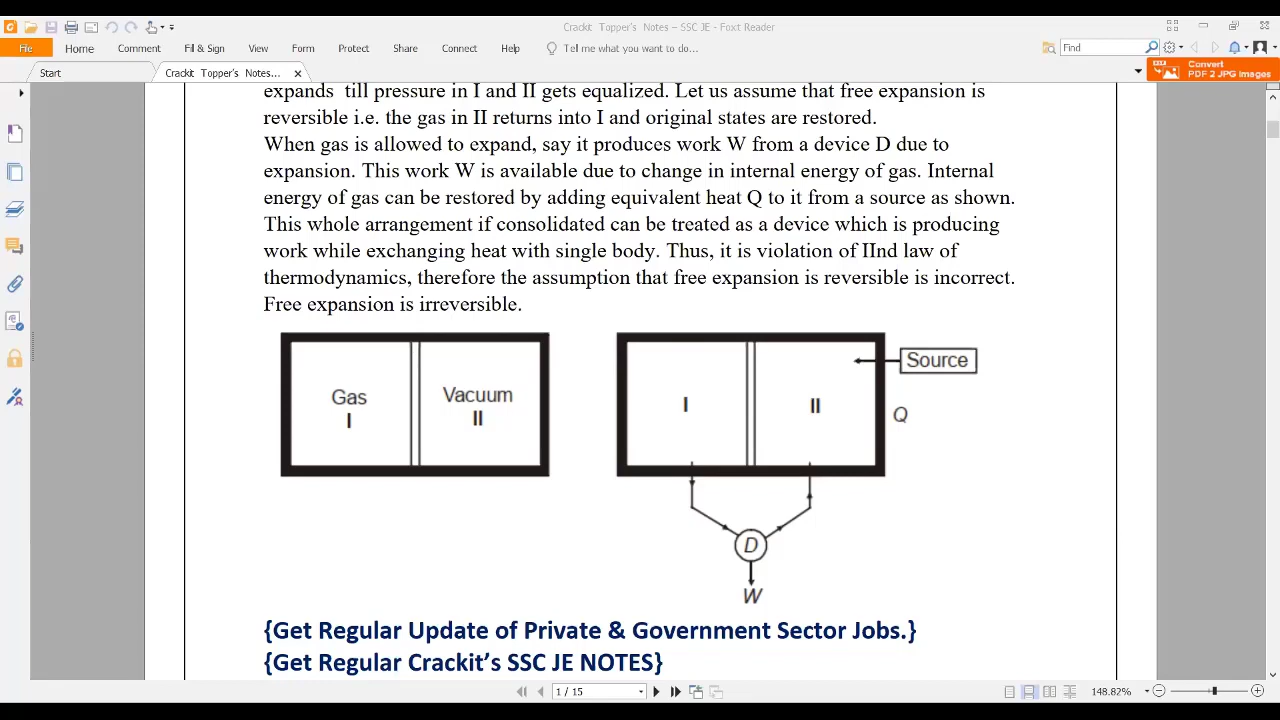 Crackit Topper's Notes – SSC JE - Foxit Reader
File Home Comment Fill & Sign View Form Protect Share Connect Help Tell me what you want to do... Find
Start Crackit Topper's Notes... Convert
PDF 2 JPG Images
expands till pressure in I and II gets equalized. Let us assume that free expansion is
reversible i.e. the gas in II returns into I and original states are restored.
When gas is allowed to expand, say it produces work W from a device D due to
expansion. This work W is available due to change in internal energy of gas. Internal
energy of gas can be restored by adding equivalent heat Q to it from a source as shown.
This whole arrangement if consolidated can be treated as a device which is producing
work while exchanging heat with single body. Thus, it is violation of IInd law of
thermodynamics, therefore the assumption that free expansion is reversible is incorrect.
Free expansion is irreversible.
Gas
I
Vacuum
II
I
II
Source
Q
D
W
{Get Regular Update of Private & Government Sector Jobs.}
{Get Regular Crackit's SSC JE NOTES}
1 / 15 148.82%